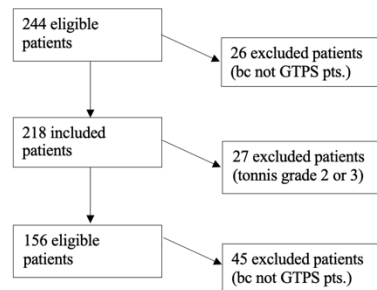 244 eligible
patients
26 excluded patients
(bc not GTPS pts.)
218 included
patients
27 excluded patients
(tonnis grade 2 or 3)
156 eligible
patients
45 excluded patients
(bc not GTPS pts.)